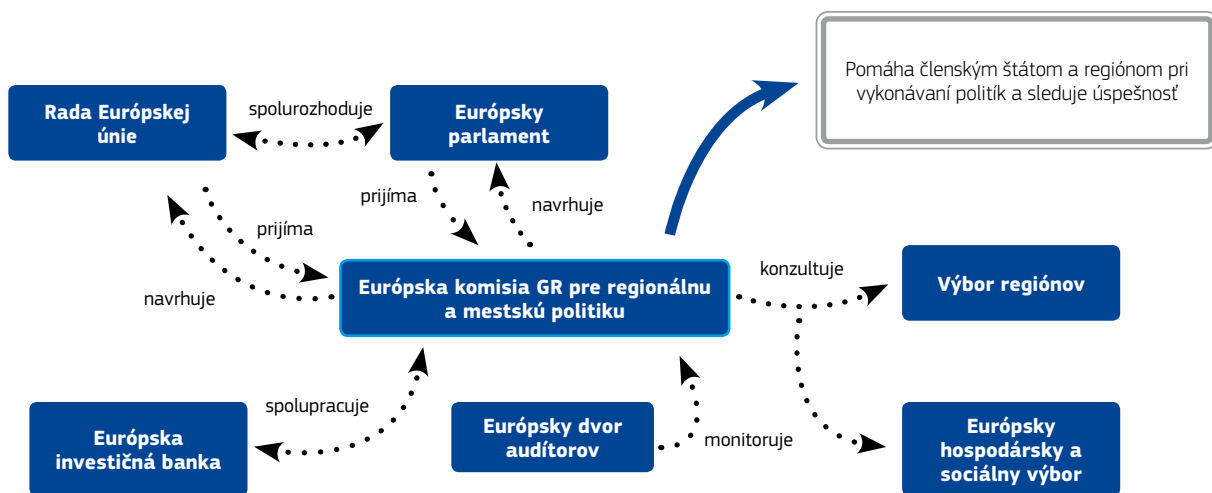 Pomáha členským štátom a regiónom pri
vykonávaní politík a sleduje úspešnosť
Rada Európskej
únie
spolurozhoduje
Európsky
parlament
prijíma
navrhuje
prijíma
navrhuje
Európska komisia GR pre regionálnu
a mestskú politiku
konzultuje
Výbor regiónov
spolupracuje
Európska
investičná banka
Európsky dvor
audítorov
monitoruje
Európsky
hospodársky a
sociálny výbor